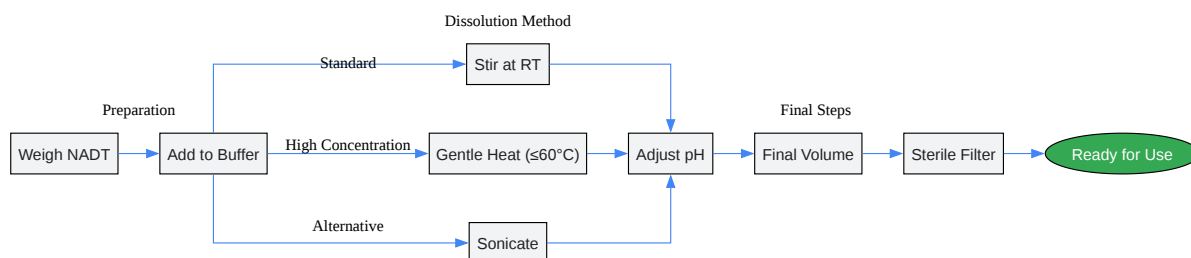 Dissolution Method
Standard
Stir at RT
Preparation
Final Steps
Weigh NADT
Add to Buffer
High Concentration
Gentle Heat (≤60°C)
Adjust pH
Final Volume
Sterile Filter
Ready for Use
Alternative
Sonicate